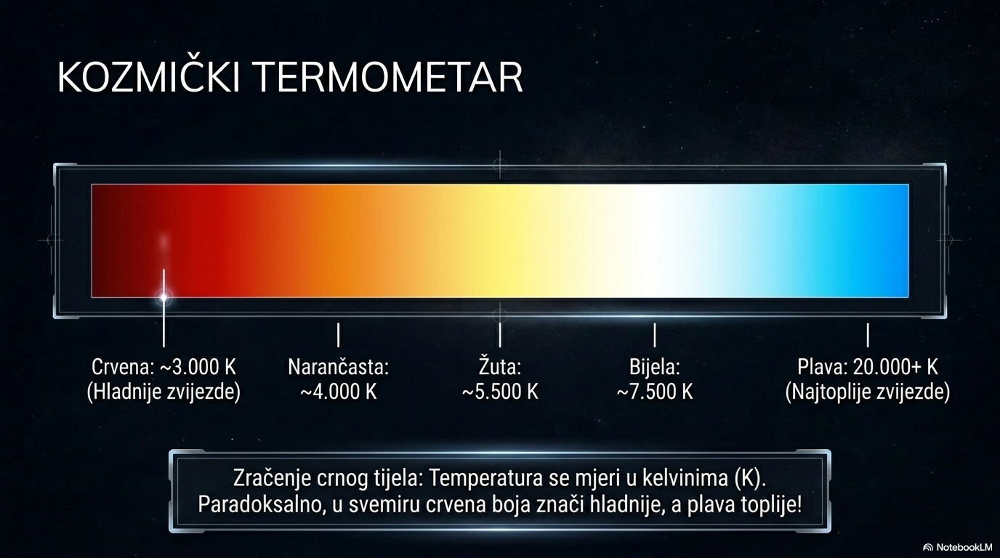 KOZMIČKI TERMOMETAR
Crvena: ~3.000 K
(Hladnije zvijezde)
Narančasta:
~4.000 K
Žuta:
~5.500 K
Bijela:
~7.500 K
Plava: 20.000+ K
(Najtoplije zvijezde)
Zračenje crnog tijela: Temperatura se mjeri u kelvinima (K).
Paradoksalno, u svemiru crvena boja znači hladnije, a plava toplije!
NotebookLM